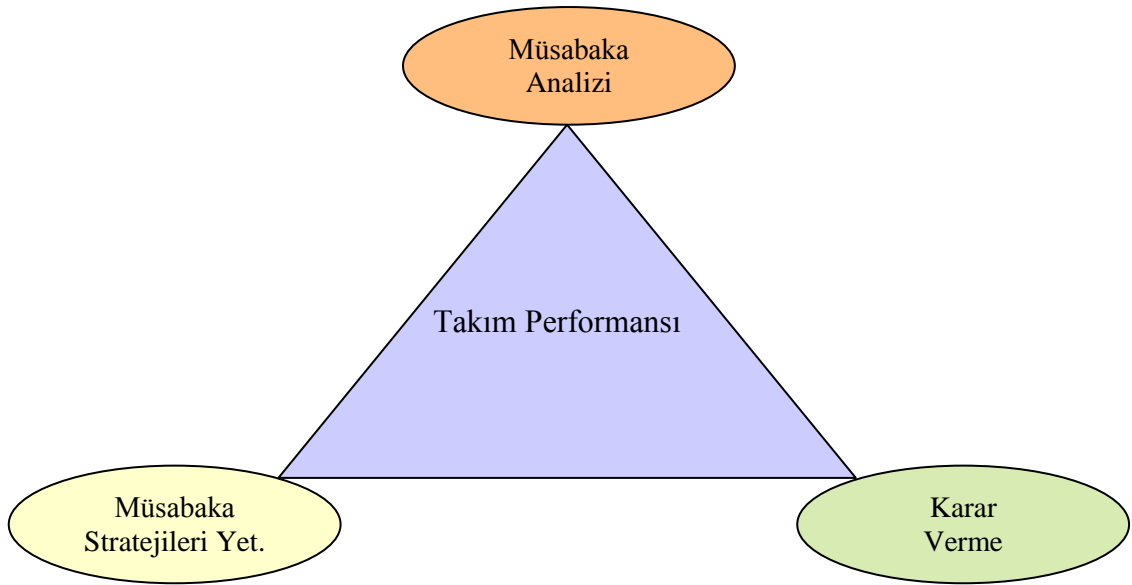 Müsabaka
Analizi
Takım Performansı
Müsabaka
Stratejileri Yet.
Karar
Verme